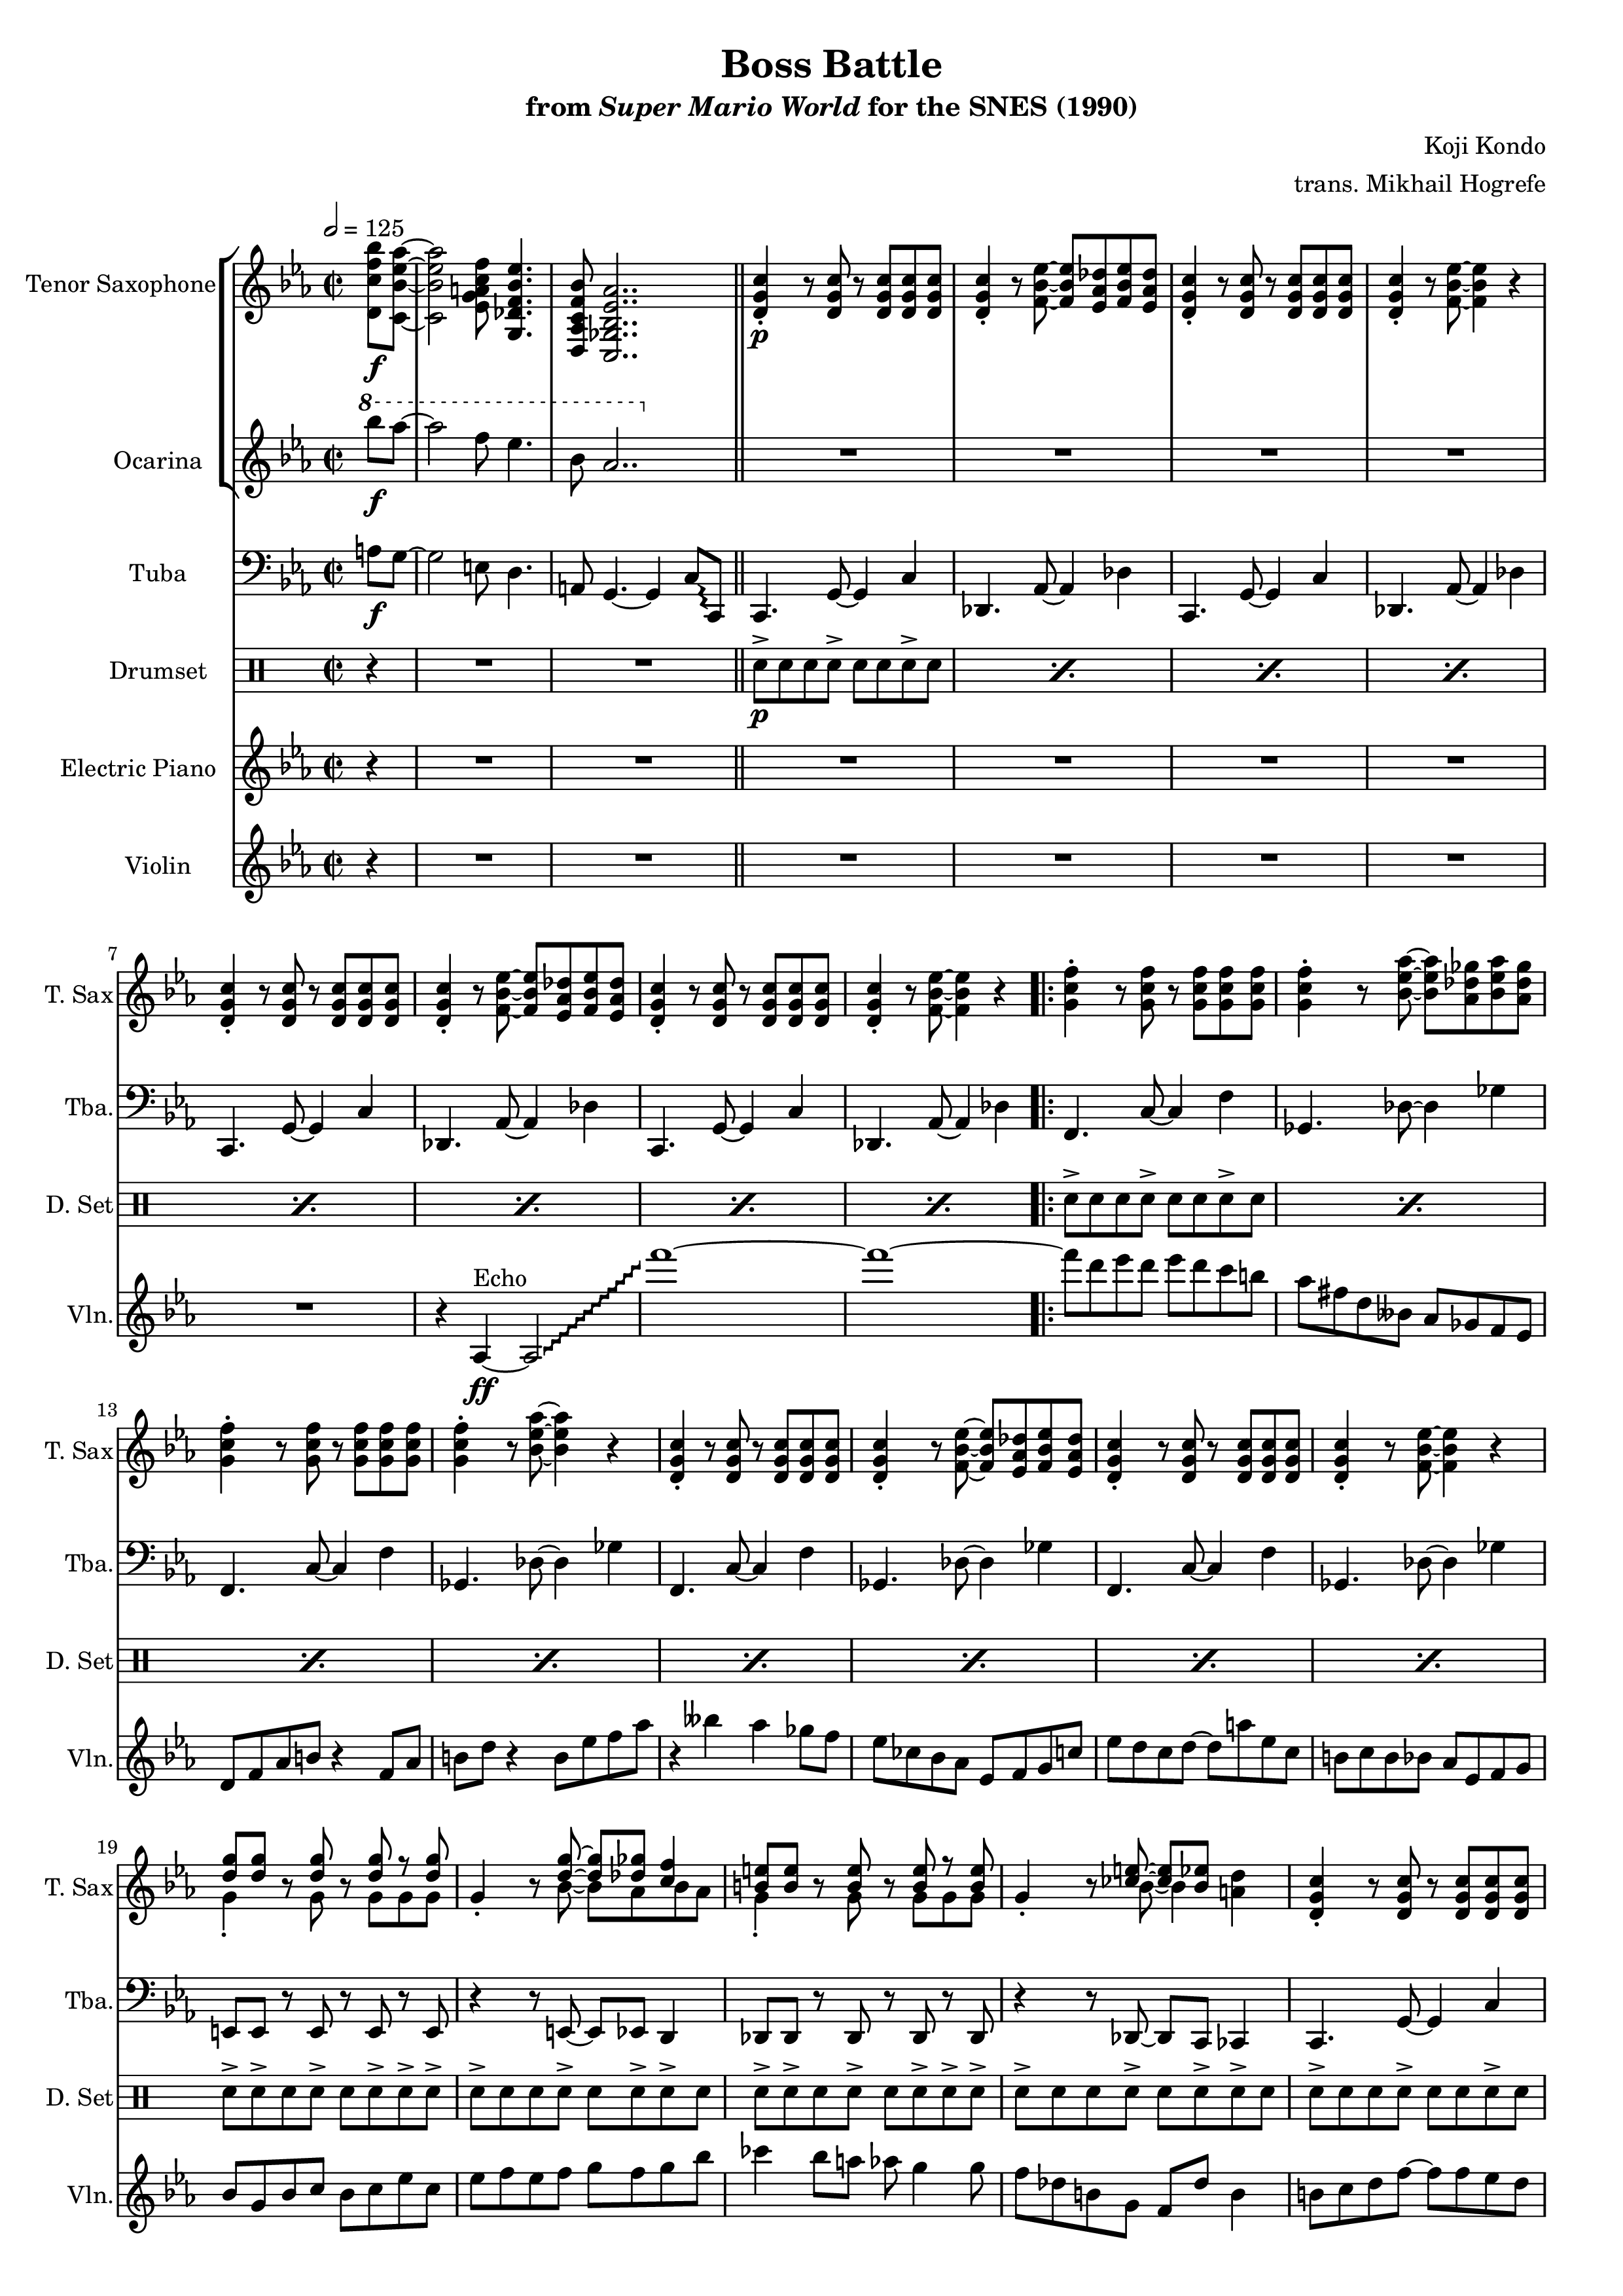 Boss Battle
from Super Mario World for the SNES (1990)
Koji Kondo
trans. Mikhail Hogrefe
= 125
Tenor Saxophone
f
p
8
Ocarina
f
Tuba
f
Drumset
p
Electric Piano
Violin
7
T. Sax
Tba.
D. Set
Echo
Vln.
ff
13
T. Sax
Tba.
D. Set
Vln.
19
T. Sax
Tba.
D. Set
Vln.